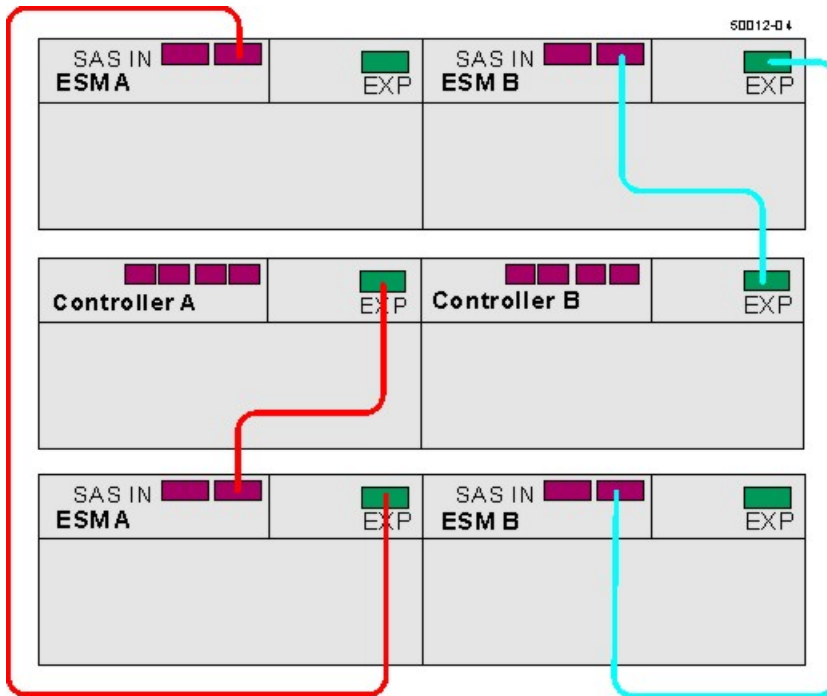 50012-04
SAS IN
ESM A
EXP
SAS IN
ESM B
EXP
Controller A
EXP
Controller B
EXP
SAS IN
ESM A
EXP
SAS IN
ESM B
EXP